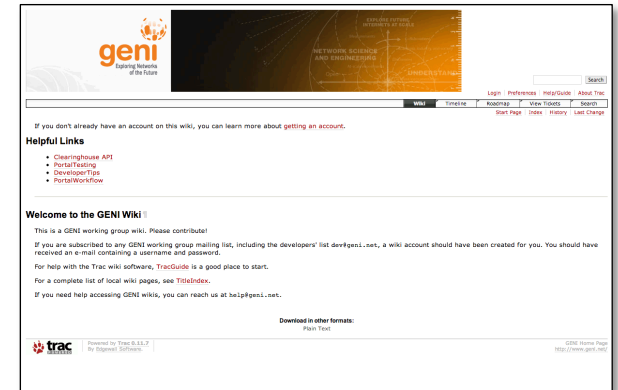 geni
Exploring Networks
of the Future
EXPLORE FUTURE
INTERNETS AT SCALE
NETWORK SCIENCE
AND ENGINEERING
UNDERSTAND
Search
Login | Preferences | Help/Guide | About Trac
Wiki Timeline Roadmap View Tickets Search
Start Page | Index | History | Last Change
If you don't already have an account on this wiki, you can learn more about getting an account.
Helpful Links
• Clearinghouse API
• PortalTesting
• DeveloperTips
• PortalWorkflow
Welcome to the GENI Wiki ¶
This is a GENI working group wiki. Please contribute!
If you are subscribed to any GENI working group mailing list, including the developers' list dev@geni.net, a wiki account should have been created for you. You should have
received an e-mail containing a username and password.
For help with the Trac wiki software, TracGuide is a good place to start.
For a complete list of local wiki pages, see TitleIndex.
If you need help accessing GENI wikis, you can reach us at help@geni.net.
Download in other formats:
Plain Text
trac
POWERED
Powered by Trac 0.11.7
By Edgewall Software.
GENI Home Page
http://www.geni.net/